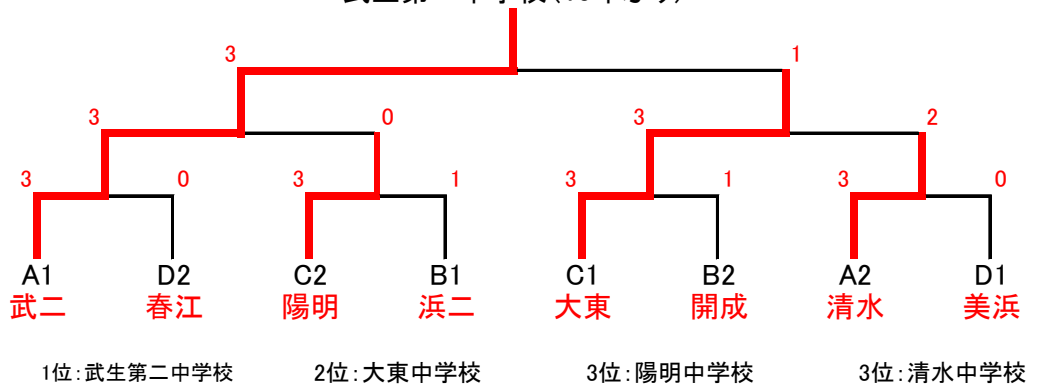 3 1
3 0 3 2
3 0 3 1 3 1 3 0
A1 D2 C2 B1 C1 B2 A2 D1
武二 春江 陽明 浜二 大東 開成 清水 美浜
1位:武生第二中学校 2位:大東中学校 3位:陽明中学校 3位:清水中学校